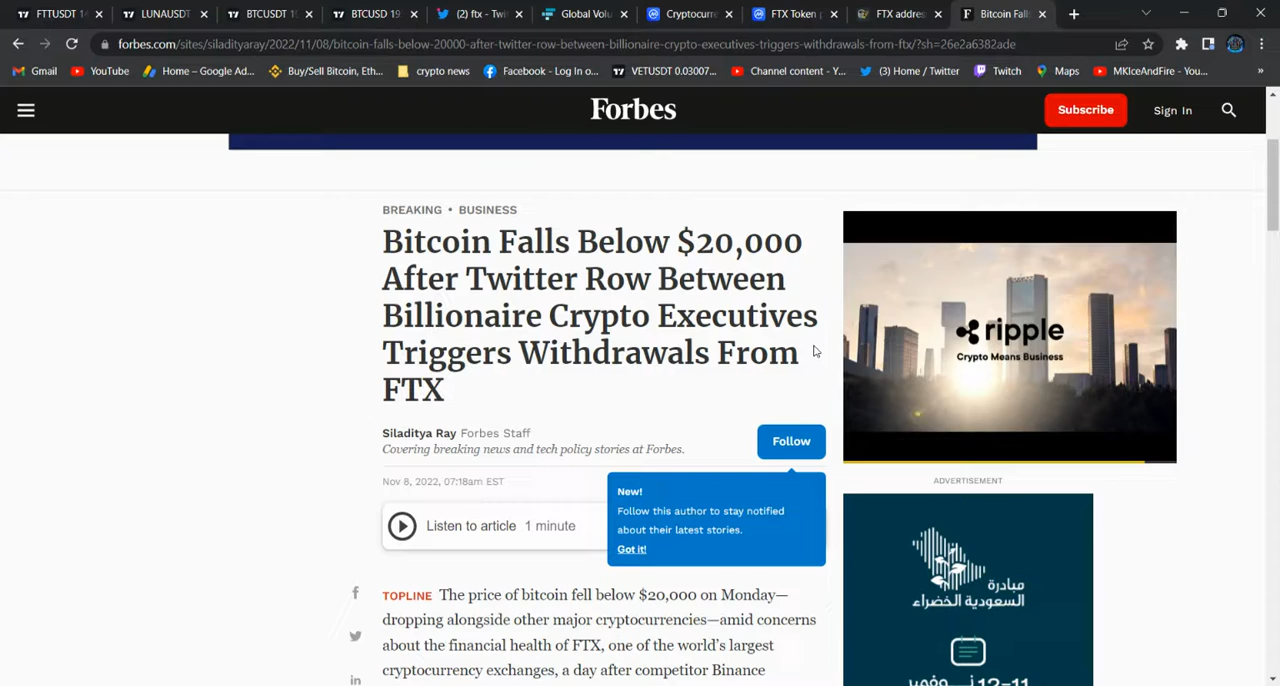 FTTUSDT 14
LUNAUSDT
BTCUSDT 19
BTCUSD 19
(2) ftx - Twi
Global Volu
Cryptocurre
FTX Token p
FTX addres
Bitcoin Fall
forbes.com/sites/siladityaray/2022/11/08/bitcoin-falls-below-20000-after-twitter-row-between-billionaire-crypto-executives-triggers-withdrawals-from-ftx/?sh=26e2a6382ade
Gmail
YouTube
Home – Google Ad...
Buy/Sell Bitcoin, Eth...
crypto news
Facebook - Log In o...
VETUSDT 0.03007...
Channel content - Y...
(3) Home / Twitter
Twitch
Maps
MKIceAndFire - You...
Forbes
Subscribe
Sign In
BREAKING • BUSINESS
Bitcoin Falls Below $20,000
After Twitter Row Between
Billionaire Crypto Executives
Triggers Withdrawals From
FTX
Siladitya Ray Forbes Staff
Covering breaking news and tech policy stories at Forbes.
Follow
Nov 8, 2022, 07:18am EST
New!
Follow this author to stay notified
about their latest stories.
Got it!
Listen to article 1 minute
TOPLINE The price of bitcoin fell below $20,000 on Monday—
dropping alongside other major cryptocurrencies—amid concerns
about the financial health of FTX, one of the world's largest
cryptocurrency exchanges, a day after competitor Binance
ripple
Crypto Means Business
ADVERTISEMENT
مبادرة
السعودية الخضراء
11-12 نوفمبر